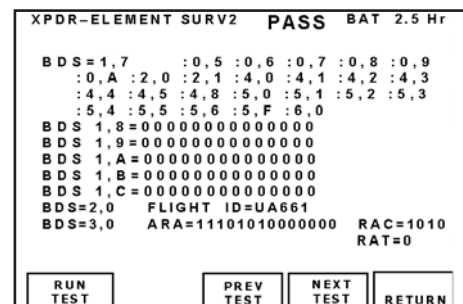 XPDR–ELEMENT SURV2 PASS BAT 2.5 Hr
BDS=1,7 :0,5 :0,6 :0,7 :0,8 :0,9
:0,A :2,0 :2,1 :4,0 :4,1 :4,2 :4,3
:4,4 :4,5 :4,8 :5,0 :5,1 :5,2 :5,3
:5,4 :5,5 :5,6 :5,F :6,0
BDS 1,8=00000000000000
BDS 1,9=00000000000000
BDS 1,A=00000000000000
BDS 1,B=00000000000000
BDS 1,C=00000000000000
BDS=2,0 FLIGHT ID=UA661
BDS=3,0 ARA=11101010000000 RAC=1010
RAT=0
RUN TEST
PREV TEST
NEXT TEST
RETURN